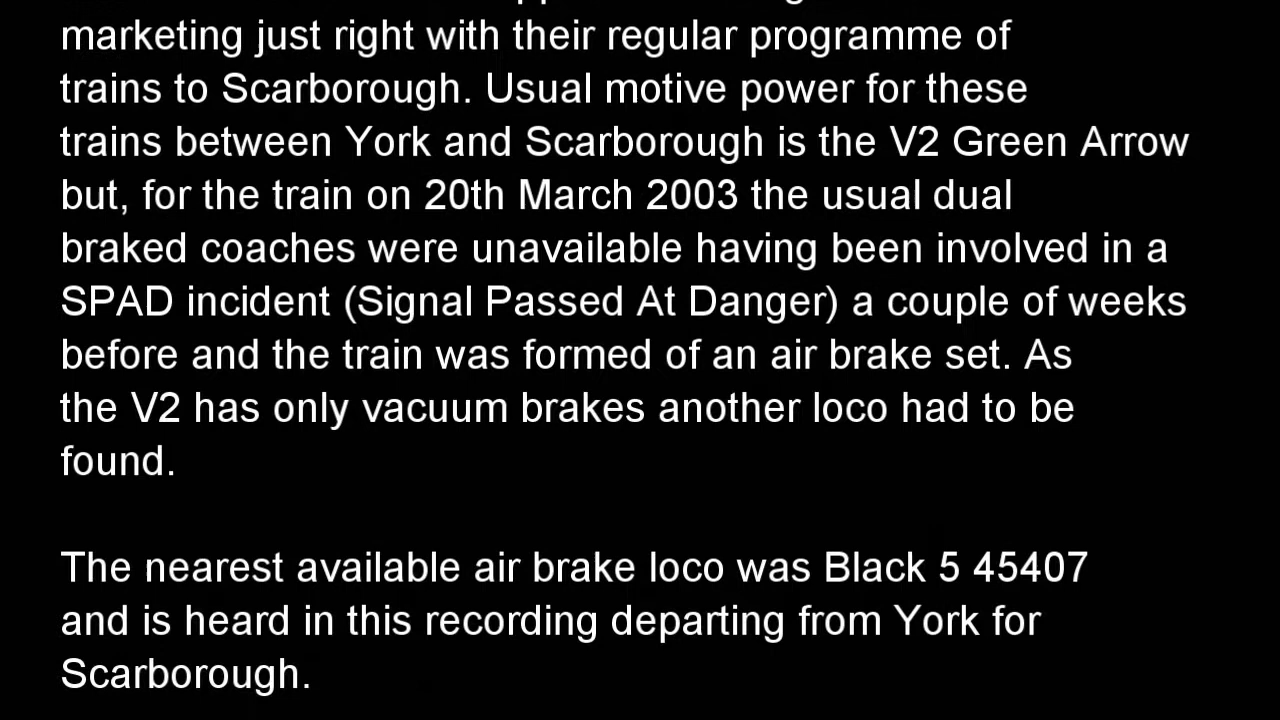 marketing just right with their regular programme of
trains to Scarborough. Usual motive power for these
trains between York and Scarborough is the V2 Green Arrow
but, for the train on 20th March 2003 the usual dual
braked coaches were unavailable having been involved in a
SPAD incident (Signal Passed At Danger) a couple of weeks
before and the train was formed of an air brake set. As
the V2 has only vacuum brakes another loco had to be
found.
The nearest available air brake loco was Black 5 45407
and is heard in this recording departing from York for
Scarborough.